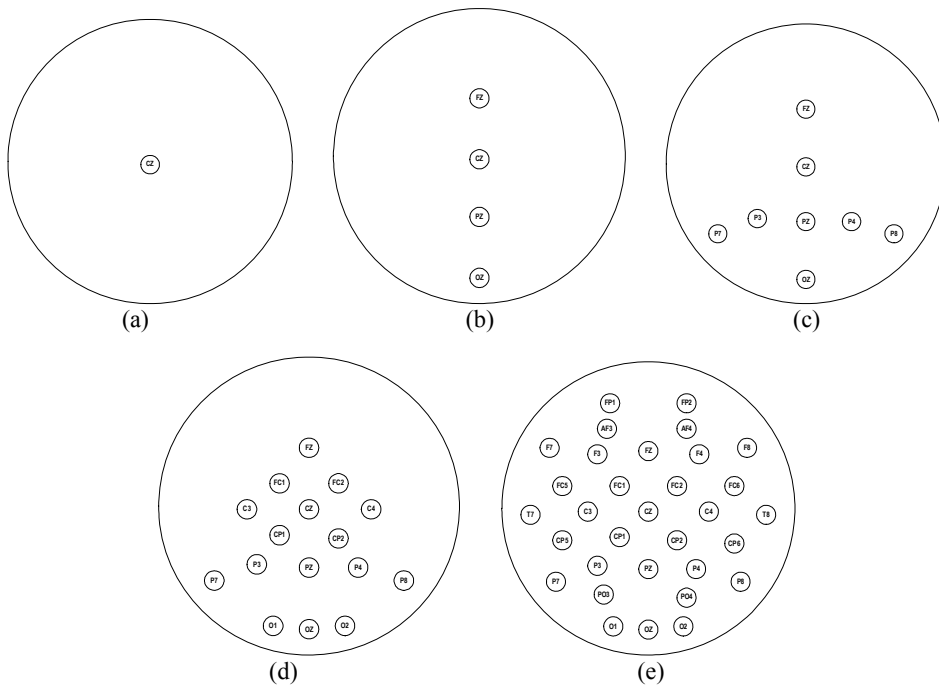 CZ
(a)
FZ
CZ
PZ
OZ
(b)
FZ
CZ
P7 P3 PZ P4 P8
OZ
(c)
FZ
FC1 FC2
C3 CZ C4
CP1 CP2
P7 P3 PZ P4 P8
O1 OZ O2
(d)
FP1 FP2
AF3 AF4
F7 F3 FZ F4 F8
FC5 FC1 FC2 FC6
T7 C3 CZ C4 T8
CP5 CP1 CP2 CP6
P7 P3 PZ P4 P8
PO3 PO4
O1 OZ O2
(e)